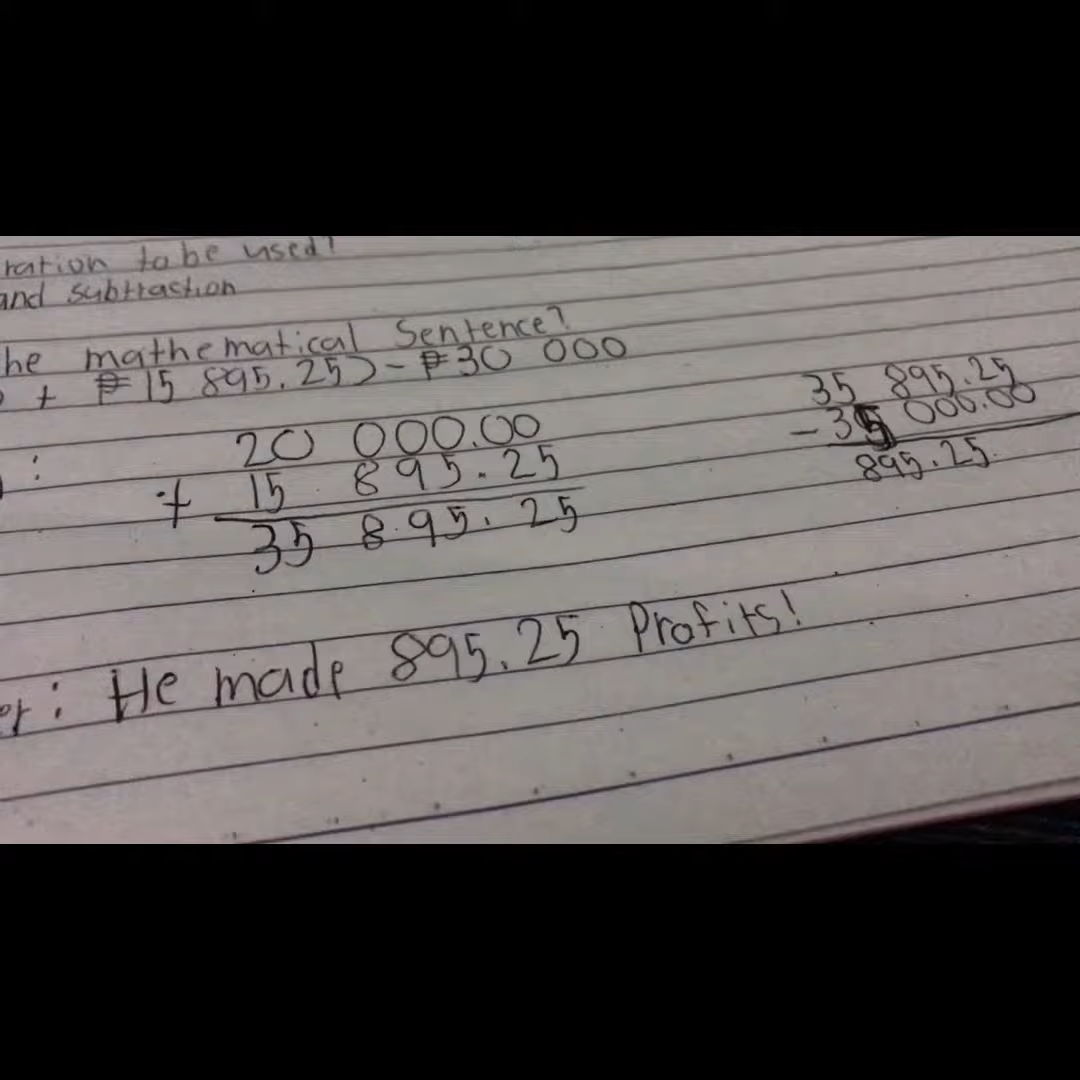 ration to be used?
and subtraction
he mathematical Sentence?
+ ₱15 895.25) - ₱30 000
: 20 000.00
+ 15 895.25
35 895.25
35 895.25
- 35 000.00
895.25.
er: He made 895.25 Profits!